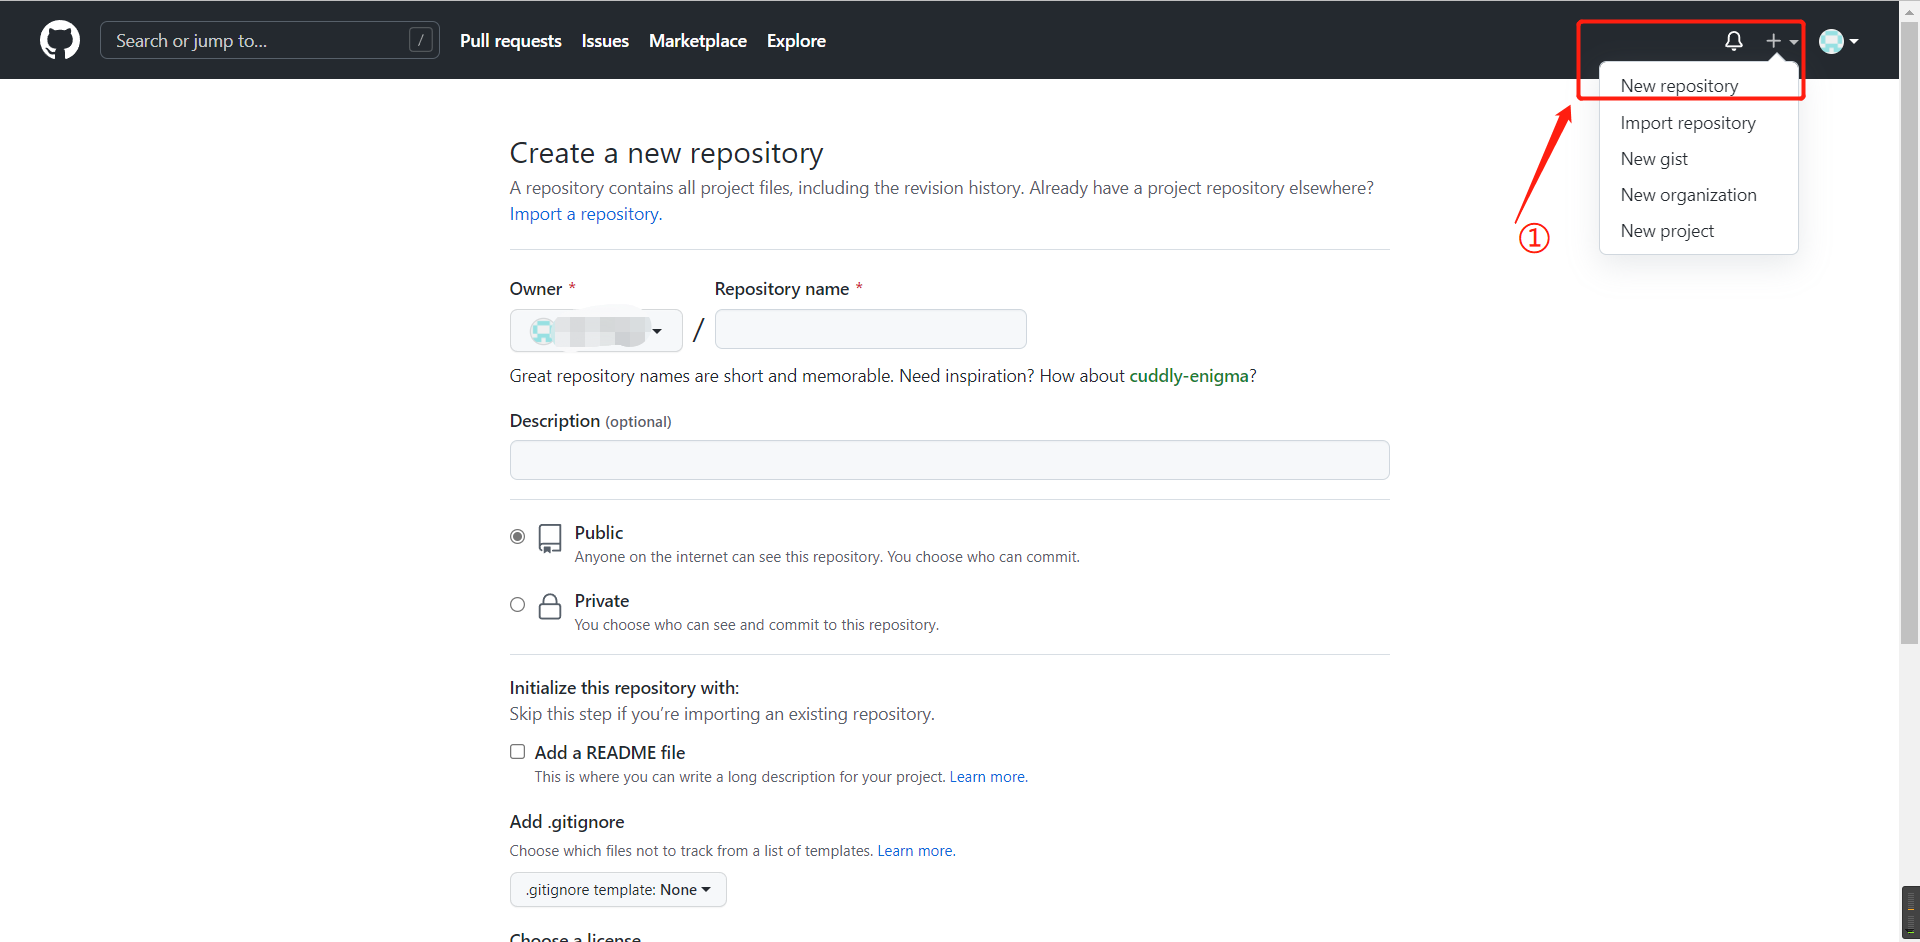 Search or jump to... /
Pull requests Issues Marketplace Explore
New repository
Import repository
New gist
New organization
New project
①
Create a new repository
A repository contains all project files, including the revision history. Already have a project repository elsewhere?
Import a repository.
Owner * Repository name *
/
Great repository names are short and memorable. Need inspiration? How about cuddly-enigma?
Description (optional)
Public
Anyone on the internet can see this repository. You choose who can commit.
Private
You choose who can see and commit to this repository.
Initialize this repository with:
Skip this step if you’re importing an existing repository.
Add a README file
This is where you can write a long description for your project. Learn more.
Add .gitignore
Choose which files not to track from a list of templates. Learn more.
.gitignore template: None
Choose a license